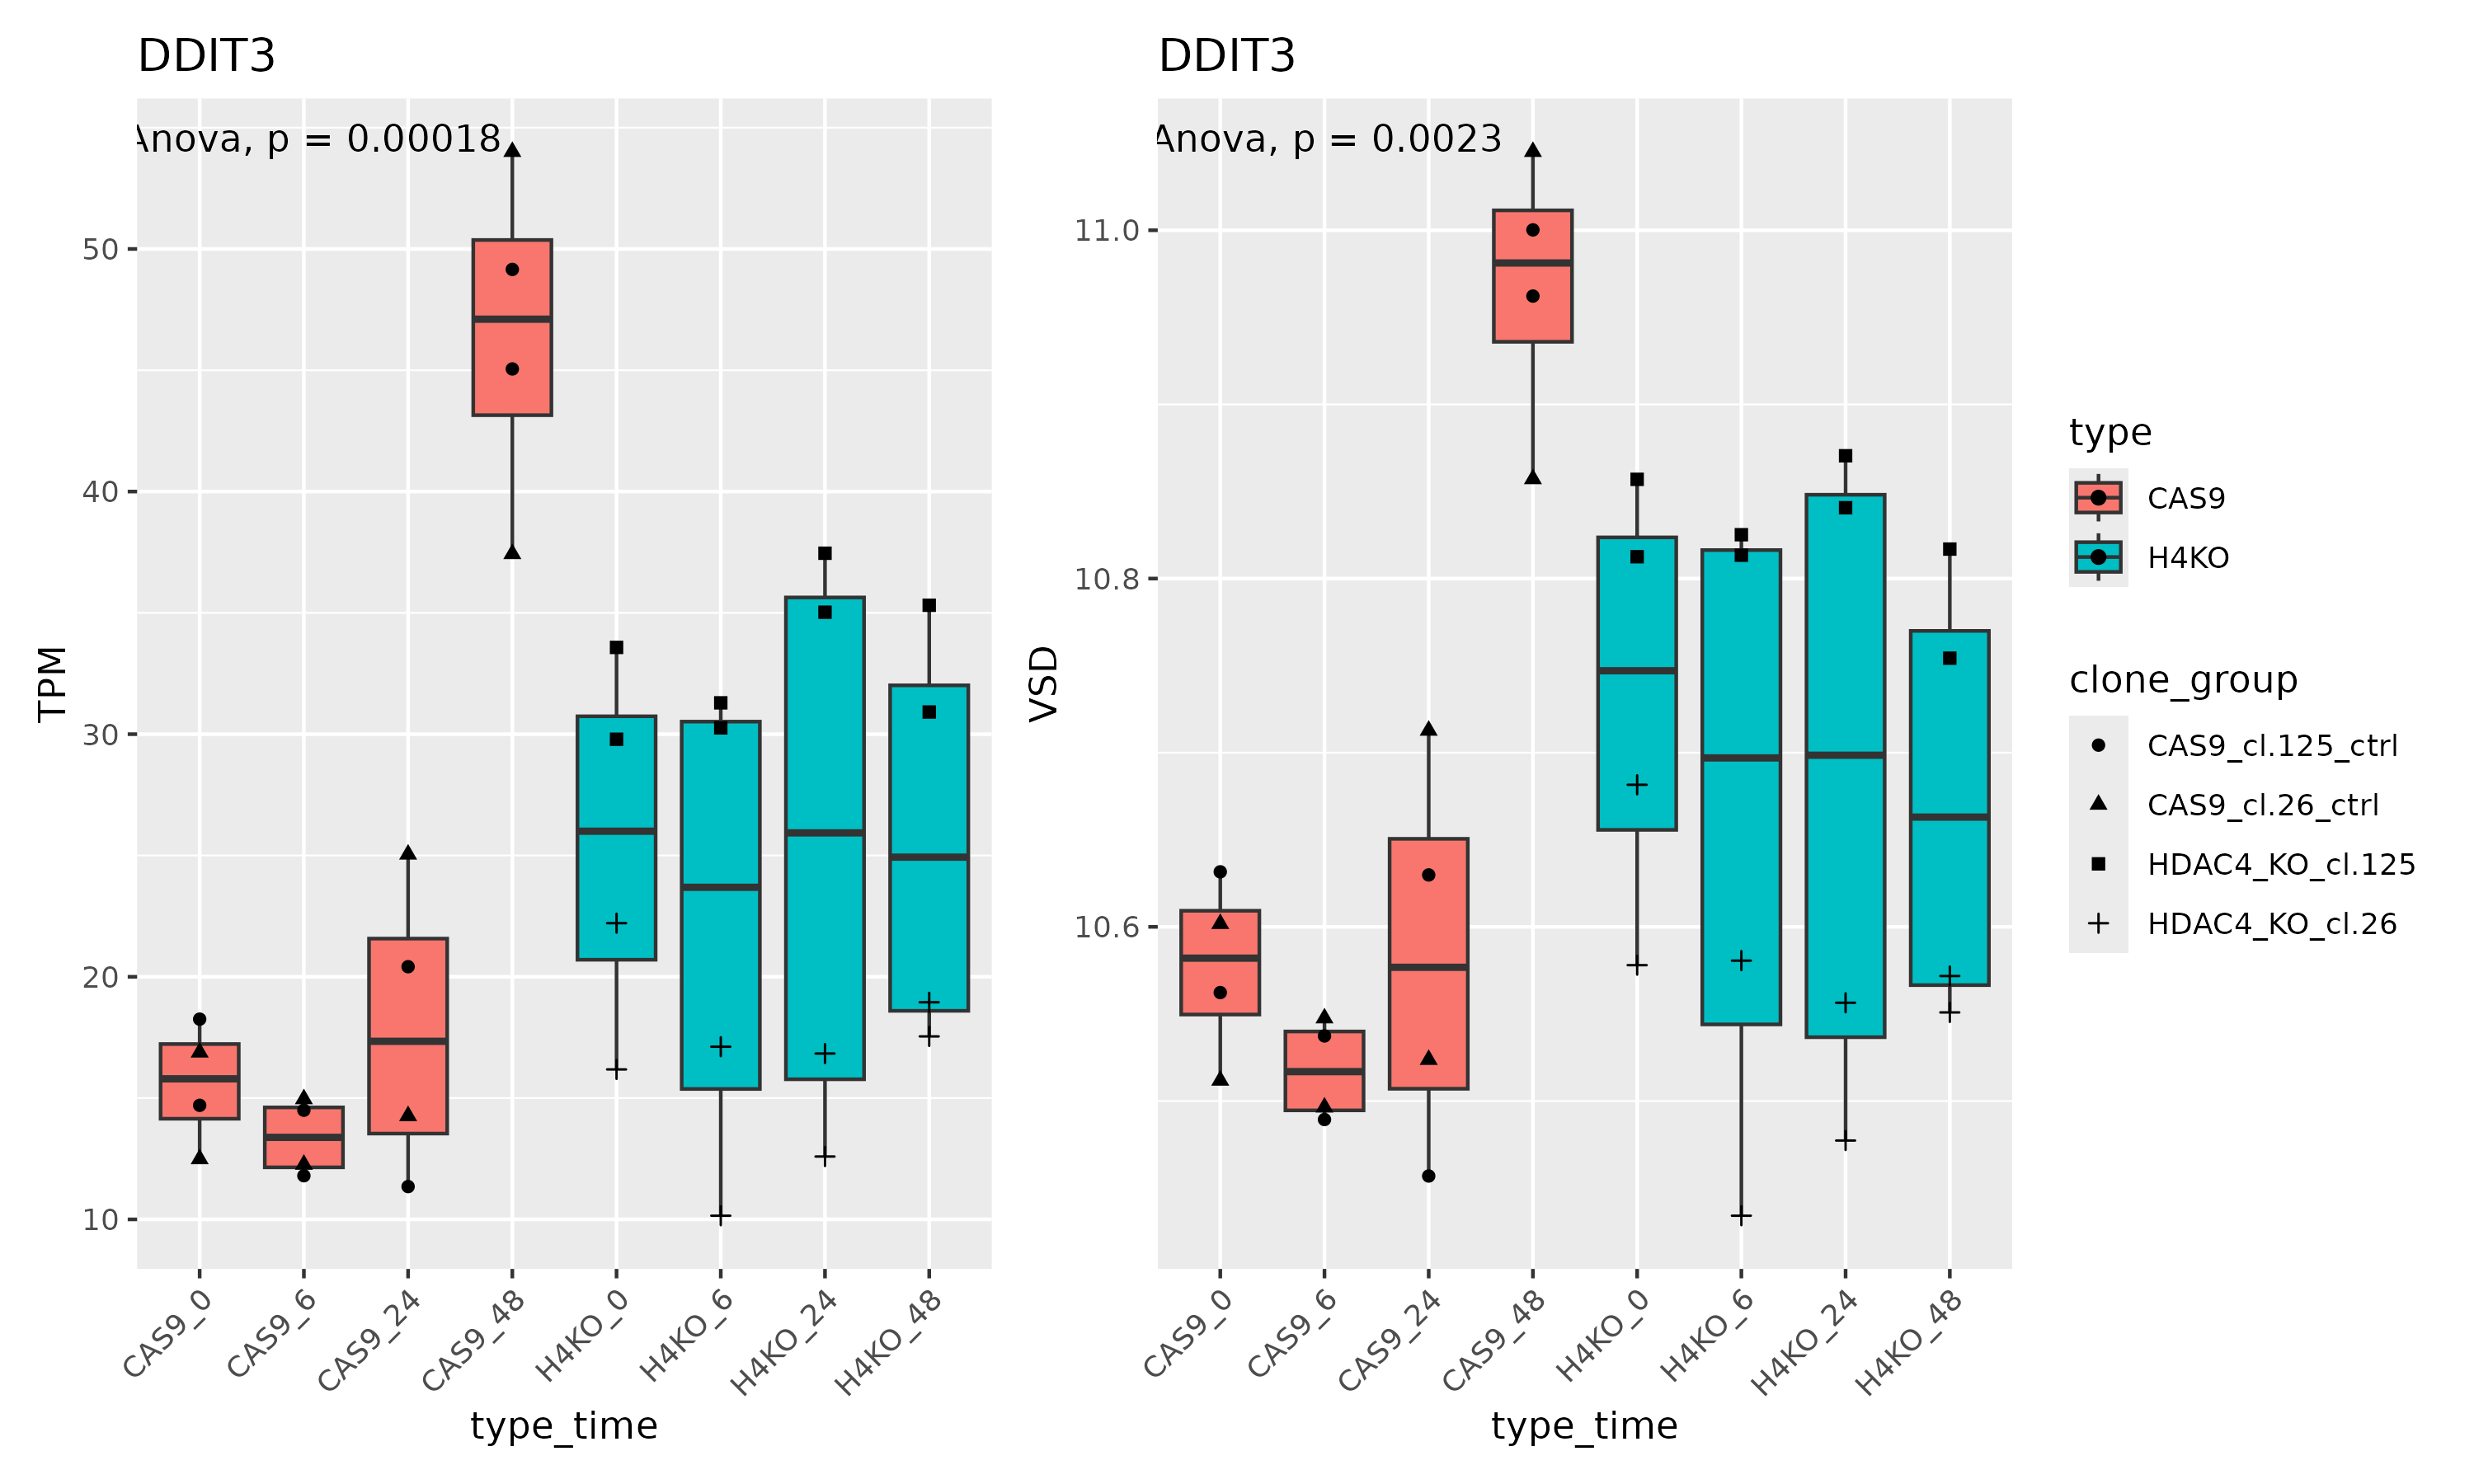 DDIT3
Anova, p = 0.00018
50
40
30
20
10
TPM
CAS9_0
CAS9_6
CAS9_24
CAS9_48
H4KO_0
H4KO_6
H4KO_24
H4KO_48
type_time
DDIT3
Anova, p = 0.0023
11.0
10.8
10.6
VSD
CAS9_0
CAS9_6
CAS9_24
CAS9_48
H4KO_0
H4KO_6
H4KO_24
H4KO_48
type_time
type
CAS9
H4KO
clone_group
CAS9_cl.125_ctrl
CAS9_cl.26_ctrl
HDAC4_KO_cl.125
HDAC4_KO_cl.26